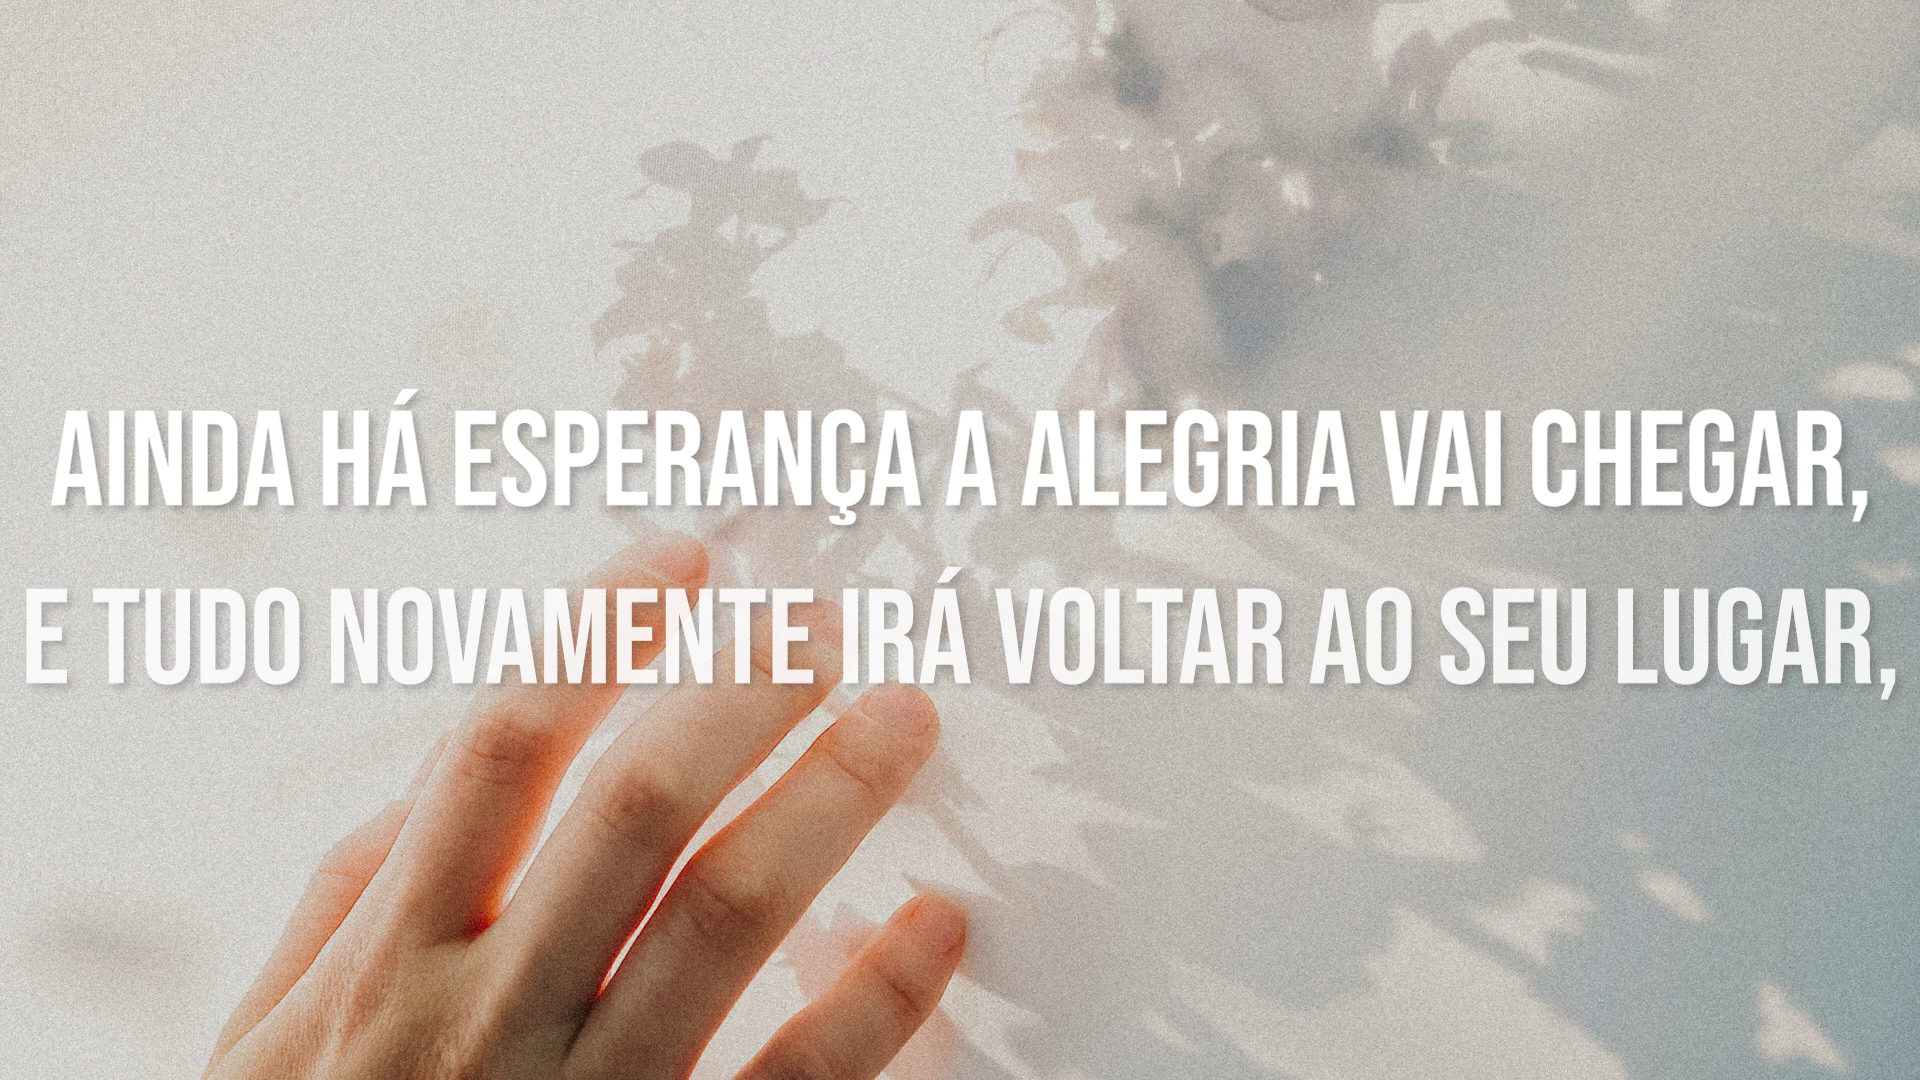 AINDA HÁ ESPERANÇA A ALEGRIA VAI CHEGAR,
E TUDO NOVAMENTE IRÁ VOLTAR AO SEU LUGAR,